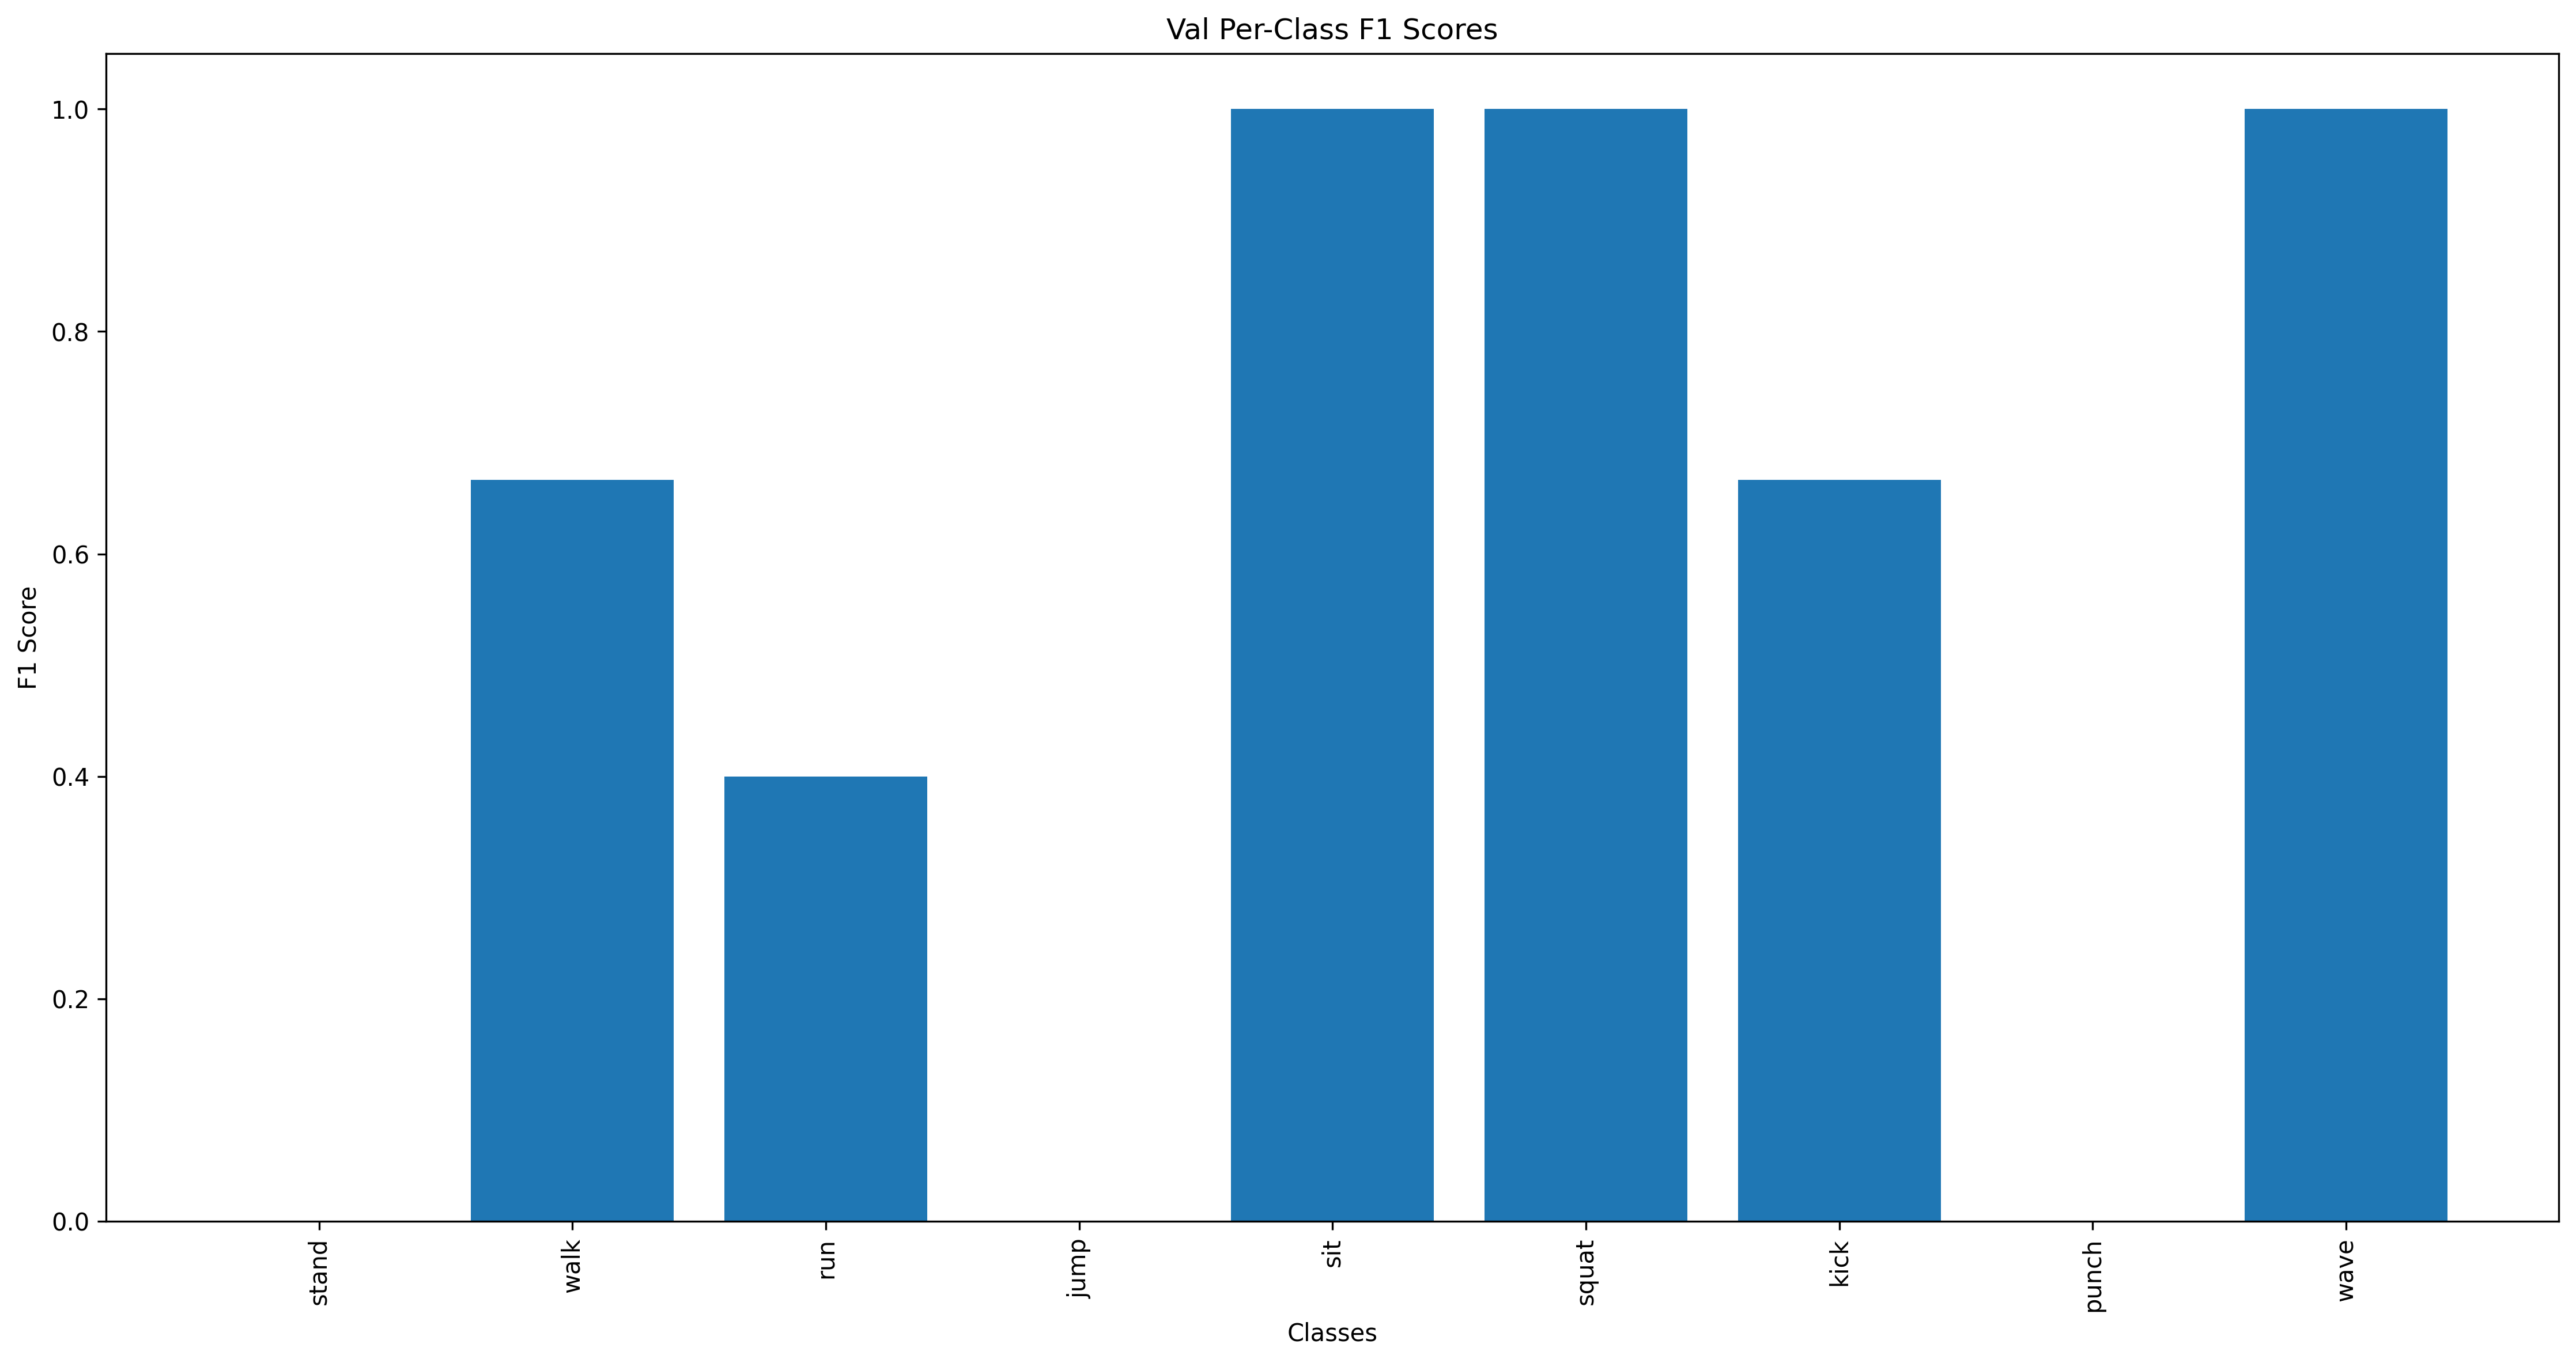 Val Per-Class F1 Scores
F1 Score
1.0
0.8
0.6
0.4
0.2
0.0
stand
walk
run
jump
sit
squat
kick
punch
wave
Classes